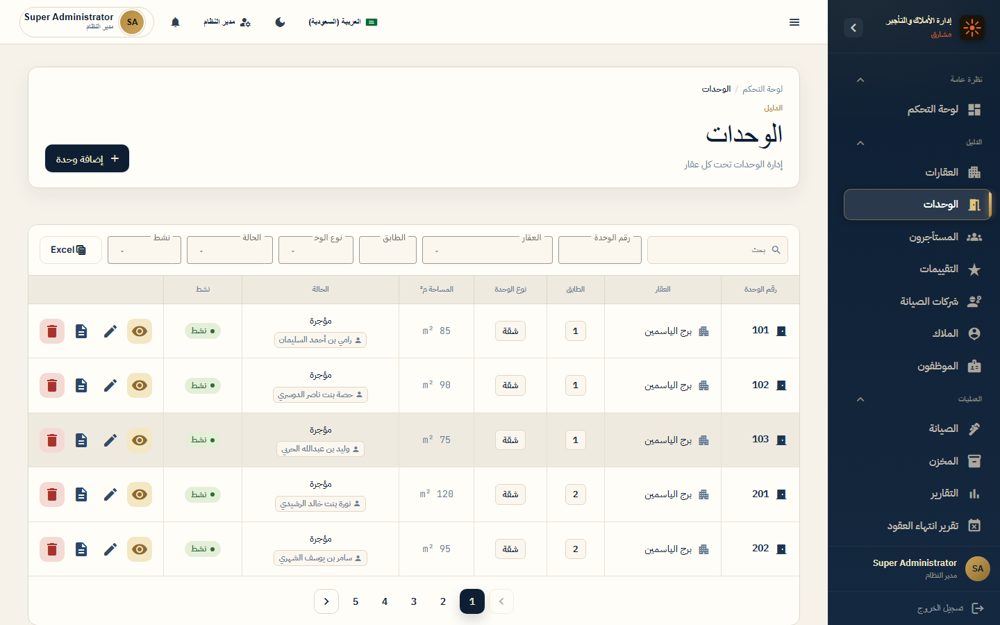 إدارة الأملاك والتأجير
مشارق
نظرة عامة
لوحة التحكم
الدليل
العقارات
الوحدات
المستأجرون
التقييمات
شركات الصيانة
الملاك
الموظفون
العمليات
الصيانة
المخزن
التقارير
تقرير انتهاء العقود
SA Super Administrator
مدير النظام
تسجيل الخروج
العربية (السعودية)
مدير النظام
SA Super Administrator
مدير النظام
لوحة التحكم / الوحدات
الدليل
الوحدات
إدارة الوحدات تحت كل عقار
+ إضافة وحدة
بحث
رقم الوحدة
العقار
الطابق
نوع الوحد
الحالة
نشط
Excel
رقم الوحدة العقار الطابق نوع الوحدة المساحة م² الحالة نشط
101 برج الياسمين 1 شقة 85 m² مؤجرة نشط
رامي بن أحمد السليمان
102 برج الياسمين 1 شقة 90 m² مؤجرة نشط
حصة بنت ناصر الدوسري
103 برج الياسمين 1 شقة 75 m² مؤجرة نشط
وليد بن عبدالله الحربي
201 برج الياسمين 2 شقة 120 m² مؤجرة نشط
نورة بنت خالد الرشيدي
202 برج الياسمين 2 شقة 95 m² مؤجرة نشط
سامر بن يوسف الشهري
1 2 3 4 5